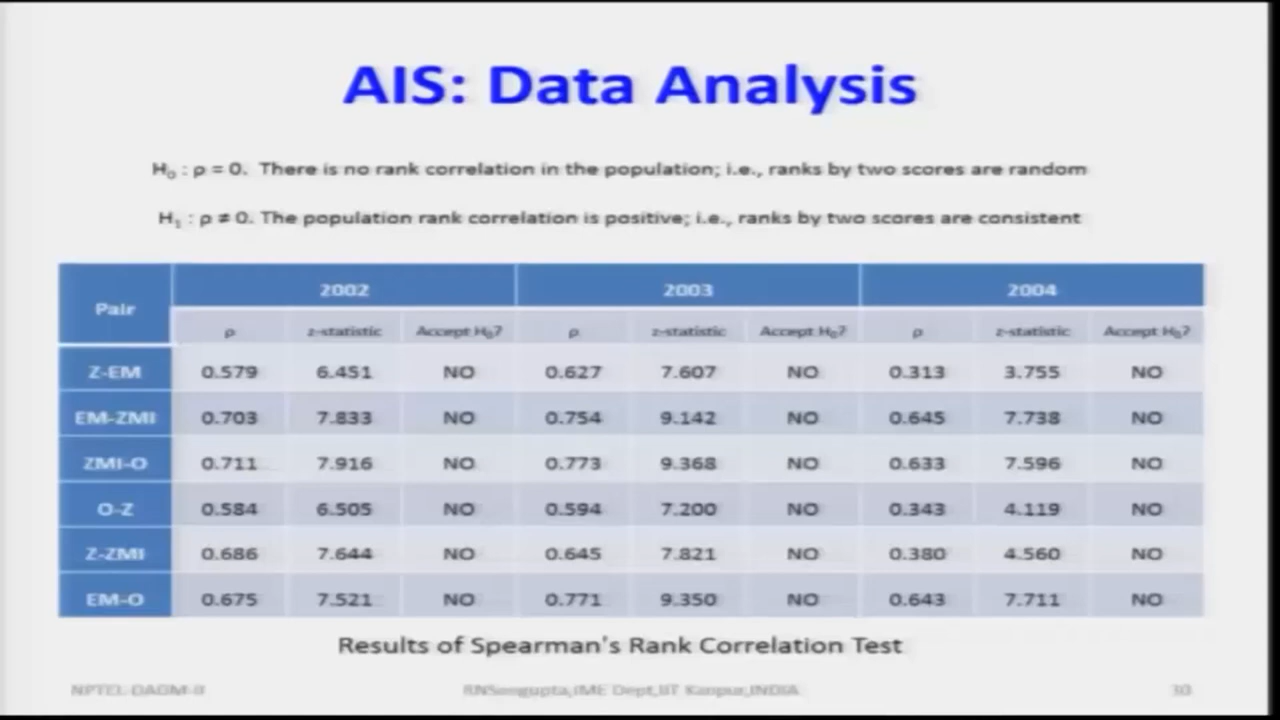 AIS: Data Analysis
H₀ : ρ = 0. There is no rank correlation in the population; i.e., ranks by two scores are random
H₁ : ρ ≠ 0. The population rank correlation is positive; i.e., ranks by two scores are consistent
Pair 2002 2003 2004
ρ z-statistic Accept H₀? ρ z-statistic Accept H₀? ρ z-statistic Accept H₀?
Z-EM 0.579 6.451 NO 0.627 7.607 NO 0.313 3.755 NO
EM-ZMI 0.703 7.833 NO 0.754 9.142 NO 0.645 7.738 NO
ZMI-O 0.711 7.916 NO 0.773 9.368 NO 0.633 7.596 NO
O-Z 0.584 6.505 NO 0.594 7.200 NO 0.343 4.119 NO
Z-ZMI 0.686 7.644 NO 0.645 7.821 NO 0.380 4.560 NO
EM-O 0.675 7.521 NO 0.771 9.350 NO 0.643 7.711 NO
Results of Spearman's Rank Correlation Test
NPTEL DADM-II RNSengupta,IME Dept,IIT Kanpur,INDIA 30